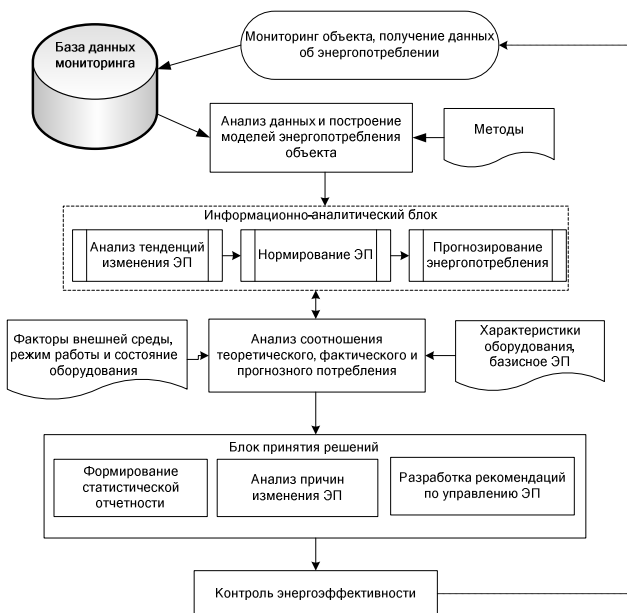 База данных
мониторинга
Мониторинг объекта, получение данных
об энергопотреблении
Анализ данных и построение
моделей энергопотребления
объекта
Методы
Информационно-аналитический блок
Анализ тенденций
изменения ЭП
Нормирование ЭП
Прогнозирование
энергопотребления
Факторы внешней среды,
режим работы и состояние
оборудования
Анализ соотношения
теоретического, фактического и
прогнозного потребления
Характеристики
оборудования,
базисное ЭП
Блок принятия решений
Формирование
статистической
отчетности
Анализ причин
изменения ЭП
Разработка рекомендаций
по управлению ЭП
Контроль энергоэффективности